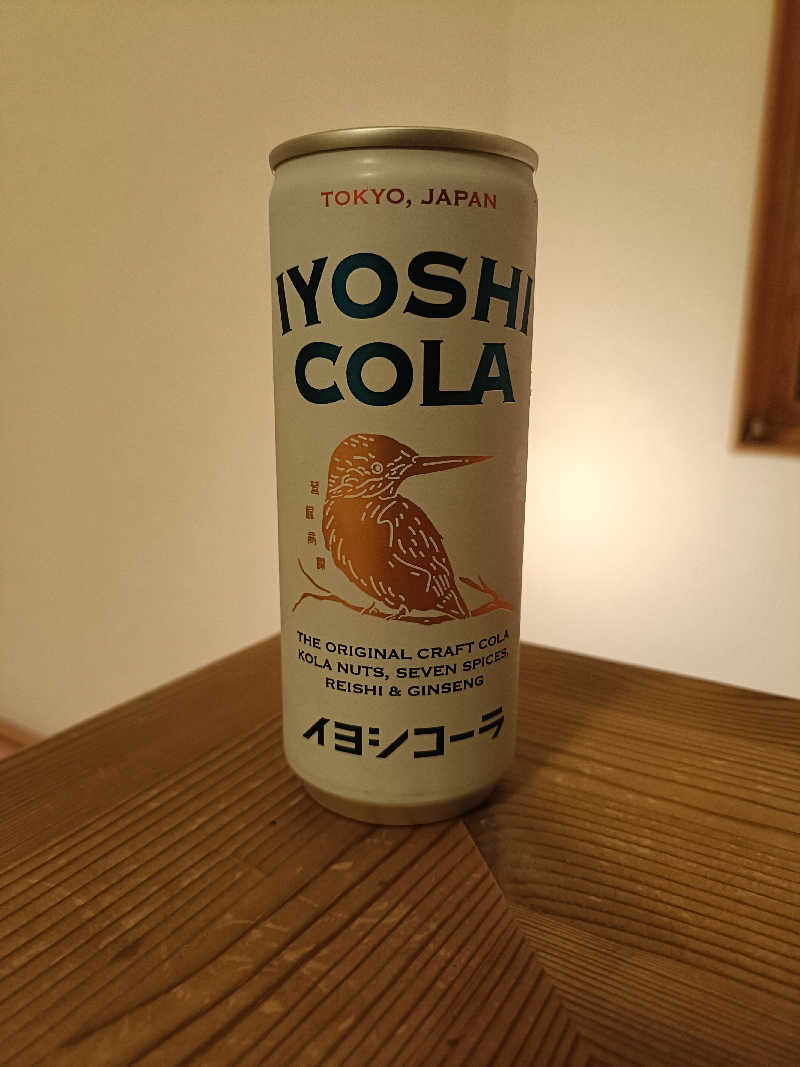 TOKYO, JAPAN
IYOSHI
COLA
THE ORIGINAL CRAFT COLA
KOLA NUTS, SEVEN SPICES,
REISHI & GINSENG
イヨシコーラ